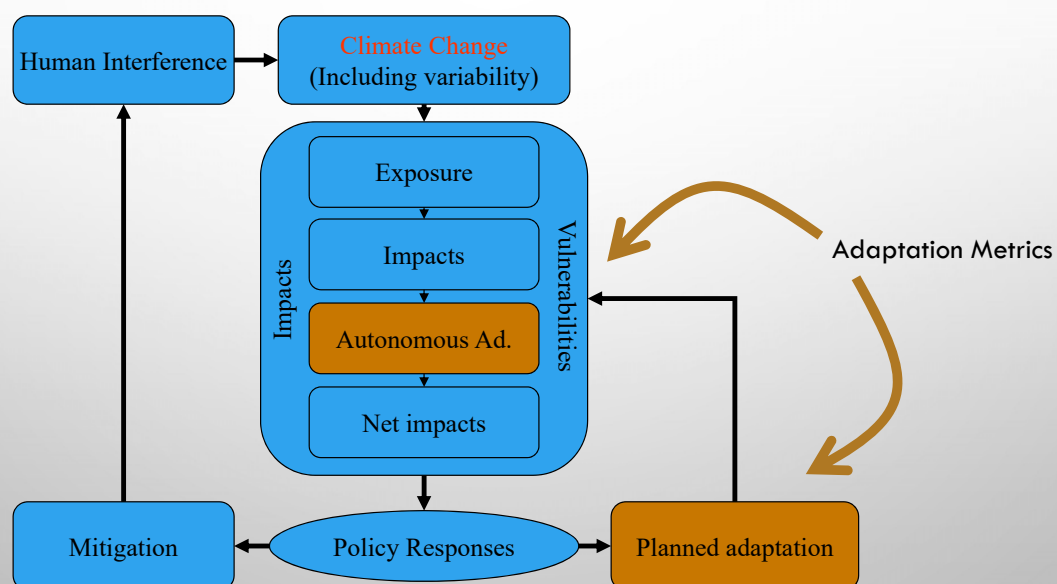 Human Interference
Climate Change
(Including variability)
Exposure
Impacts
Autonomous Ad.
Net impacts
Impacts
Vulnerabilities
Adaptation Metrics
Mitigation
Policy Responses
Planned adaptation